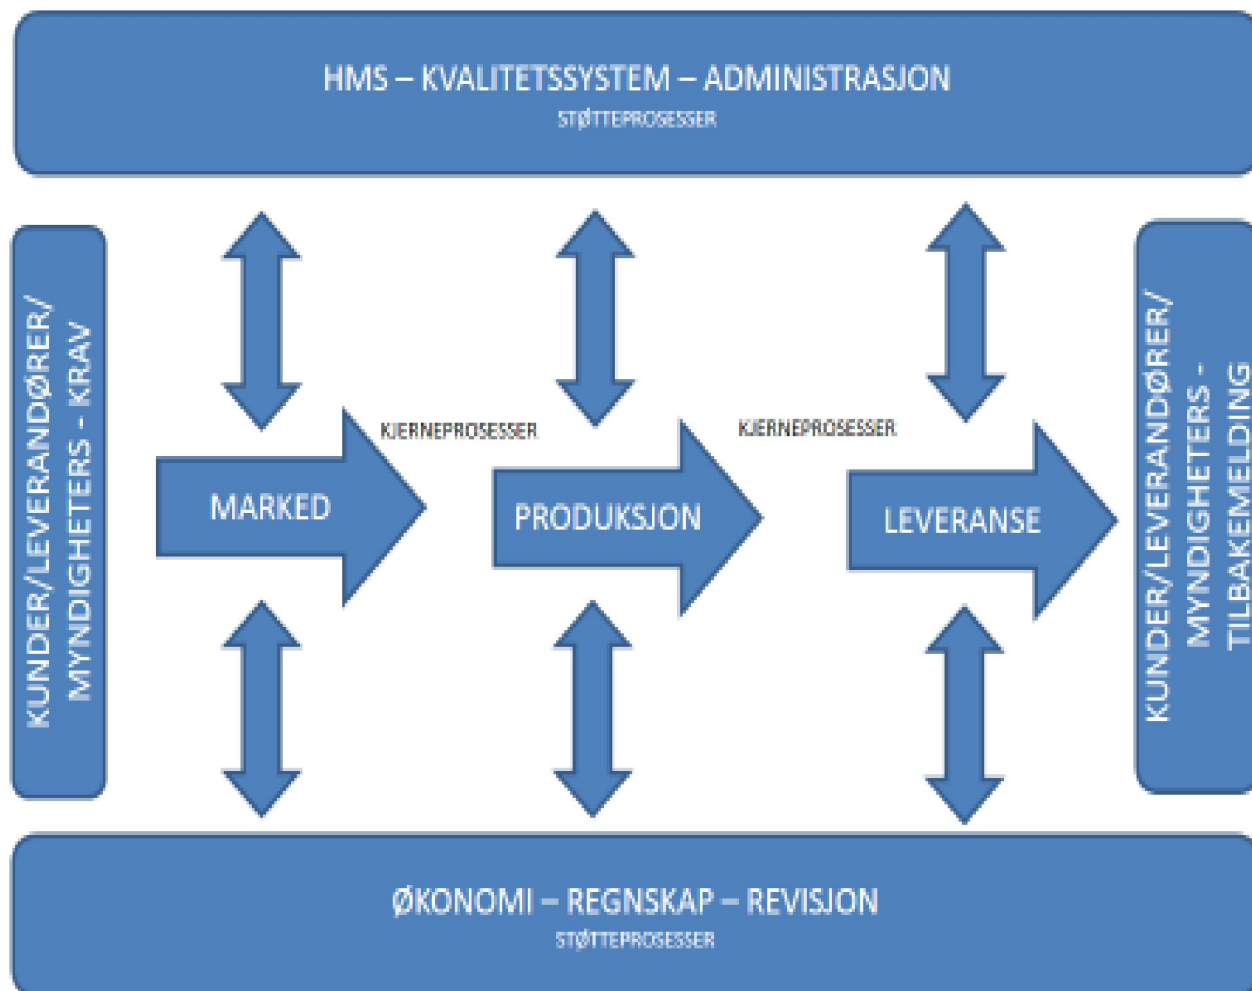 HMS – KVALITETSSYSTEM – ADMINISTRASJON
STØTTEPROSESSER
KUNDER/LEVERANDØRER/
MYNDIGHETERS - KRAV
KJERNEPROSESSER
KJERNEPROSESSER
MARKED
PRODUKSJON
LEVERANSE
KUNDER/LEVERANDØRER/
MYNDIGHETERS -
TILBAKEMELDING
ØKONOMI – REGNSKAP – REVISJON
STØTTEPROSESSER